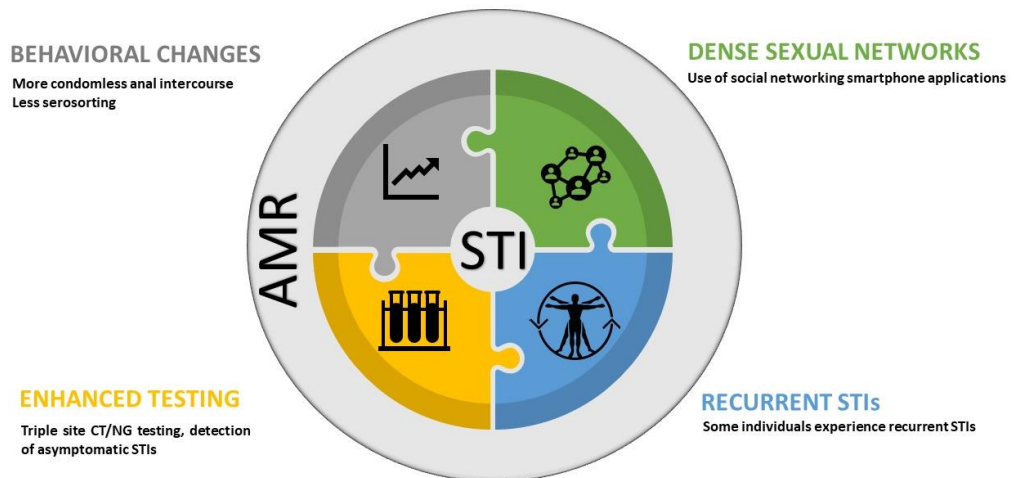 BEHAVIORAL CHANGES
More condomless anal intercourse
Less serosorting
DENSE SEXUAL NETWORKS
Use of social networking smartphone applications
AMR
STI
ENHANCED TESTING
Triple site CT/NG testing, detection
of asymptomatic STIs
RECURRENT STIs
Some individuals experience recurrent STIs